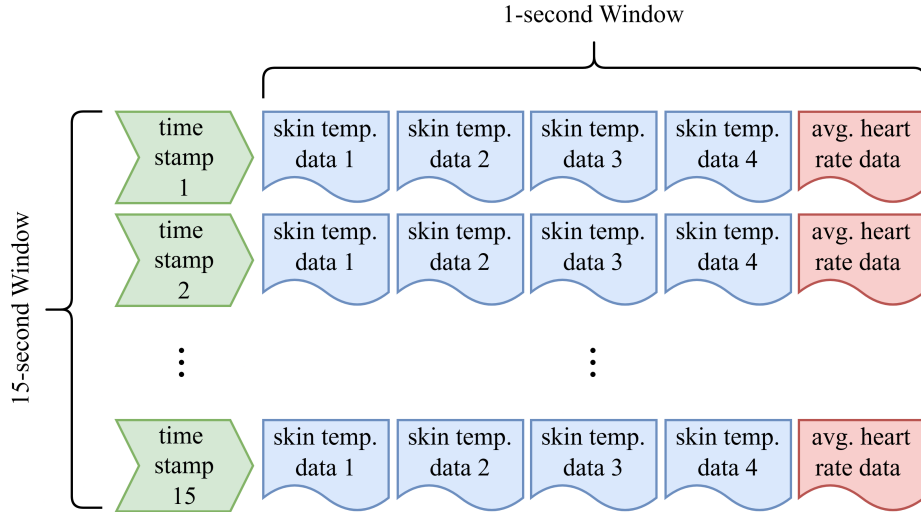 1-second Window
15-second Window
time
stamp
1
skin temp.
data 1
skin temp.
data 2
skin temp.
data 3
skin temp.
data 4
avg. heart
rate data
time
stamp
2
skin temp.
data 1
skin temp.
data 2
skin temp.
data 3
skin temp.
data 4
avg. heart
rate data
time
stamp
15
skin temp.
data 1
skin temp.
data 2
skin temp.
data 3
skin temp.
data 4
avg. heart
rate data